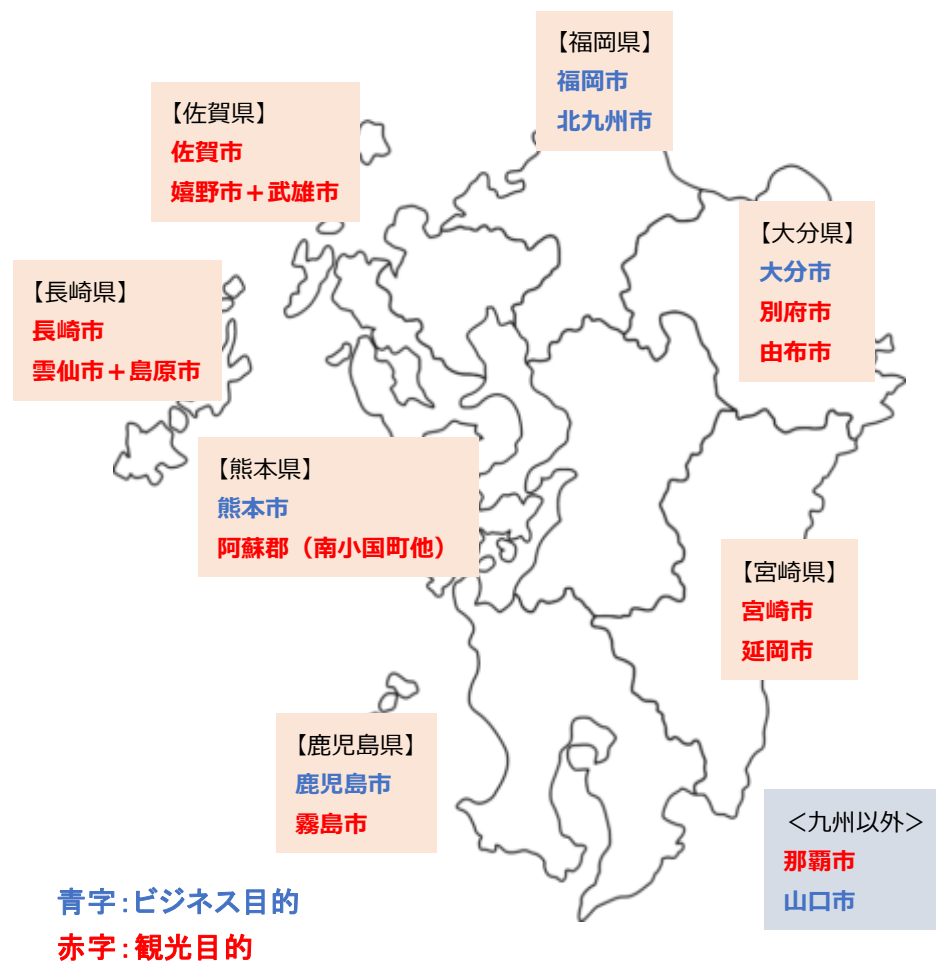 【福岡県】
福岡市
北九州市
【佐賀県】
佐賀市
嬉野市＋武雄市
【大分県】
大分市
別府市
由布市
【長崎県】
長崎市
雲仙市＋島原市
【熊本県】
熊本市
阿蘇郡（南小国町他）
【宮崎県】
宮崎市
延岡市
【鹿児島県】
鹿児島市
霧島市
＜九州以外＞
那覇市
山口市
青字：ビジネス目的
赤字：観光目的